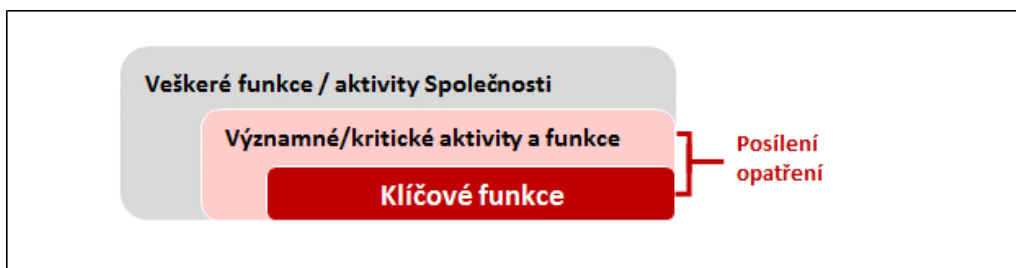 Veškeré funkce / aktivity Společnosti
Významné/kritické aktivity a funkce
Klíčové funkce
Posílení
opatření